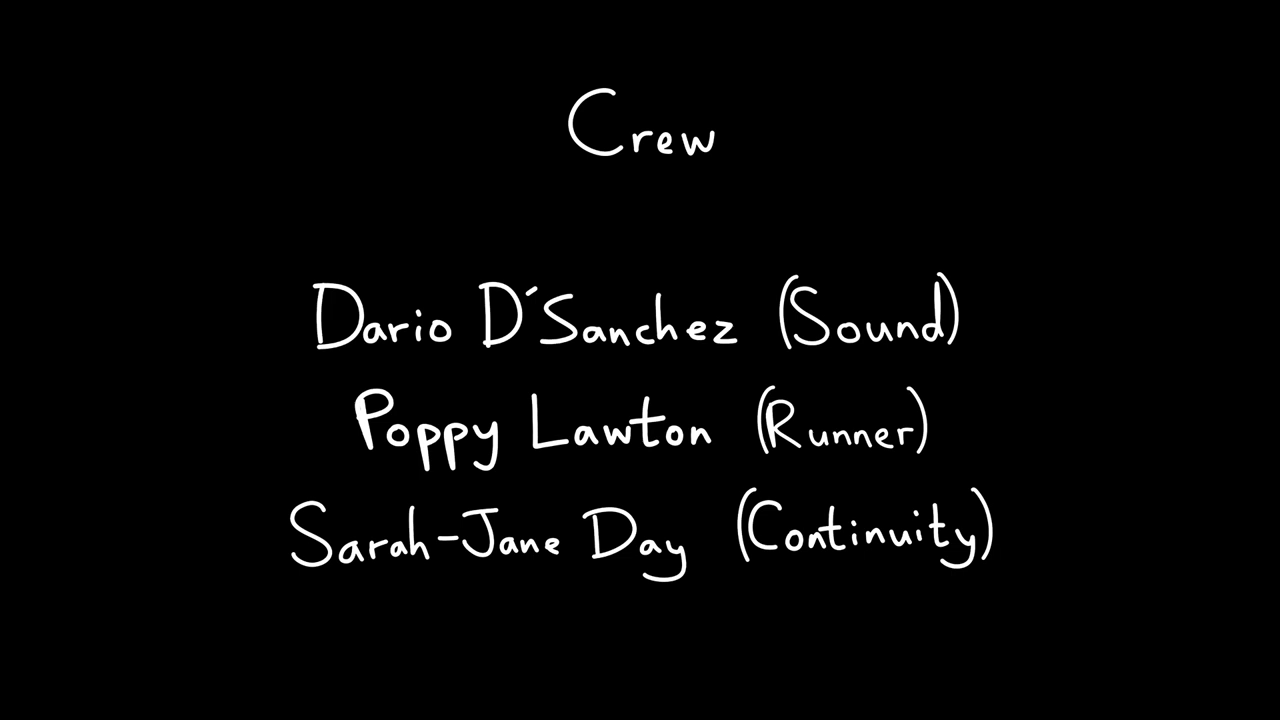 Crew
Dario D'Sanchez (Sound)
Poppy Lawton (Runner)
Sarah-Jane Day (Continuity)